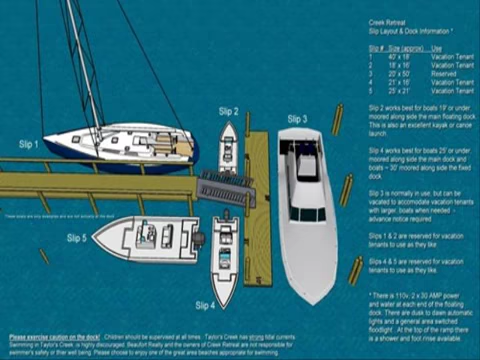 Creek Retreat
Slip Layout & Dock Information *
Slip # Size (approx) Use
1 40' x 18' Vacation Tenant
2 18' x 16' Vacation Tenant
3 20' x 50' Reserved
4 21' x 16' Vacation Tenant
5 25' x 21' Vacation Tenant
Slip 2 works best for boats 19' or under,
moored along side the main floating dock.
This is also an excellent kayak or canoe
launch.
Slip 4 works best for boats 25' or under,
moored along side the main dock and
boats ~ 30' moored along side the fixed
dock.
Slip 3 is normally in use, but can be
vacated to accomodate vacation tenants
with larger, boats when needed -
advance notice required
Slips 1 & 2 are reserved for vacation
tenants to use as they like
Slips 4 & 5 are reserved for vacation
tenants to use as they like.
* There is 110v, 2 x 30 AMP power
and water at each end of the floating
dock. There are dusk to dawn automatic
lights and a general area switched
floodlight. At the top of the ramp there
is a shower and foot rinse available.
Slip 1
Slip 2
Slip 3
Slip 5
Slip 4
These boats are only examples and are not
Please exercise caution on the dock! Children should be supervised at all times. Taylor's Creek has strong tidal currents.
Swimming in Taylor's Creek, is highly discouraged. Beaufort Realty and the owners of Creek Retreat are not responsible for
swimmer's safety or their well being. Please choose to enjoy one of the great area beaches appropriate for swimming.